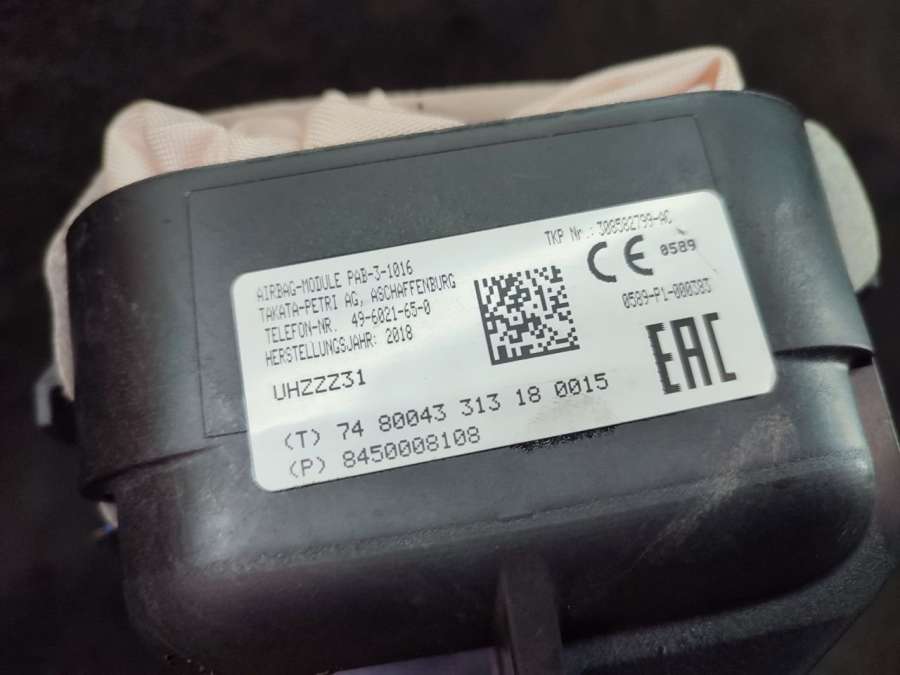 AIRBAG-MODULE PAB-3-1016
TAKATA-PETRI AG, ASCHAFFENBURG
TELEFON-NR. 49-6021-65-0
HERSTELLUNGSJAHR: 2018
UHZZZ31
TKP Nr.: 308582799-AC
CE 0589
0589-P1-000383
EAC
(T) 74 80043 313 18 0015
(P) 8450008108